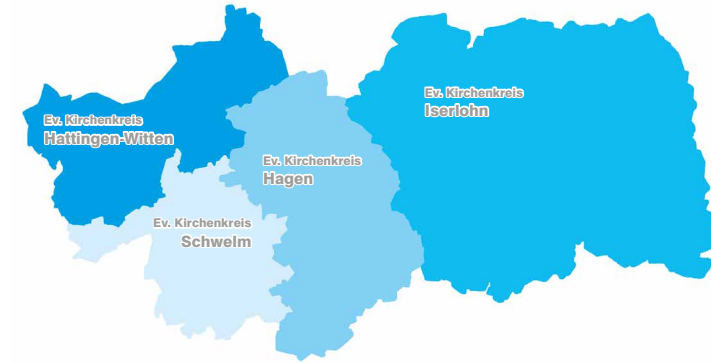 Ev. Kirchenkreis
Iserlohn
Ev. Kirchenkreis
Hattingen-Witten
Ev. Kirchenkreis
Hagen
Ev. Kirchenkreis
Schwelm